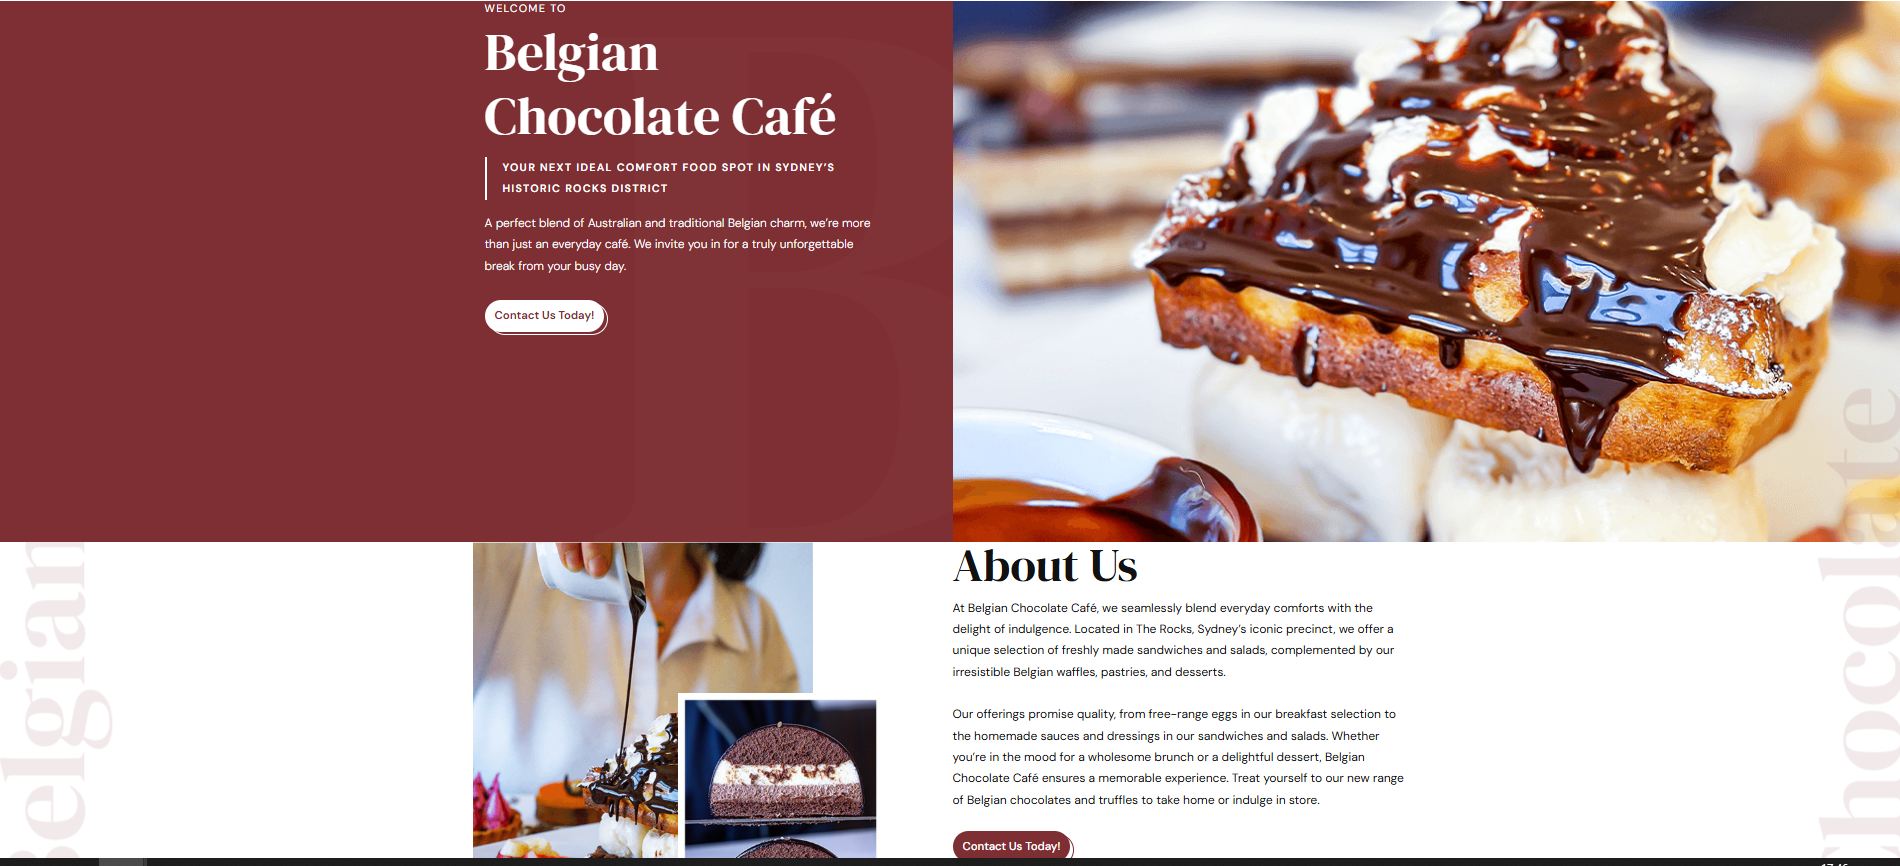 WELCOME TO
Belgian
Chocolate Café
YOUR NEXT IDEAL COMFORT FOOD SPOT IN SYDNEY'S
HISTORIC ROCKS DISTRICT
A perfect blend of Australian and traditional Belgian charm, we're more
than just an everyday café. We invite you in for a truly unforgettable
break from your busy day.
Contact Us Today!
Belgian
chocolate
About Us
At Belgian Chocolate Café, we seamlessly blend everyday comforts with the
delight of indulgence. Located in The Rocks, Sydney's iconic precinct, we offer a
unique selection of freshly made sandwiches and salads, complemented by our
irresistible Belgian waffles, pastries, and desserts.
Our offerings promise quality, from free-range eggs in our breakfast selection to
the homemade sauces and dressings in our sandwiches and salads. Whether
you're in the mood for a wholesome brunch or a delightful dessert, Belgian
Chocolate Café ensures a memorable experience. Treat yourself to our new range
of Belgian chocolates and truffles to take home or indulge in store.
Contact Us Today!